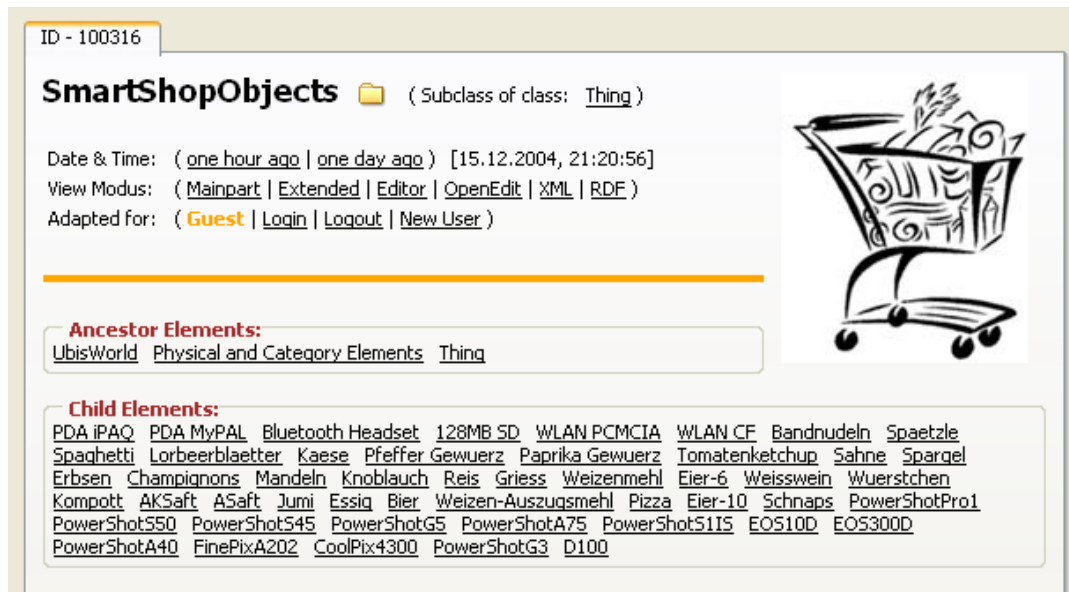 ID - 100316
SmartShopObjects ( Subclass of class: Thing )
Date & Time: ( one hour ago | one day ago ) [15.12.2004, 21:20:56]
View Modus: ( Mainpart | Extended | Editor | OpenEdit | XML | RDF )
Adapted for: ( Guest | Login | Logout | New User )
Ancestor Elements:
UbisWorld Physical and Category Elements Thing
Child Elements:
PDA iPAQ PDA MyPAL Bluetooth Headset 128MB SD WLAN PCMCIA WLAN CF Bandnudeln Spaetzle
Spaghetti Lorbeerblaetter Kaese Pfeffer Gewuerz Paprika Gewuerz Tomatenketchup Sahne Spargel
Erbsen Champignons Mandeln Knoblauch Reis Griess Weizenmehl Eier-6 Weisswein Wuerstchen
Kompott AKSaft ASaft Jumi Essig Bier Weizen-Auszugsmehl Pizza Eier-10 Schnaps PowerShotPro1
PowerShotS50 PowerShotS45 PowerShotG5 PowerShotA75 PowerShotS1IS EOS10D EOS300D
PowerShotA40 FinePixA202 CoolPix4300 PowerShotG3 D100